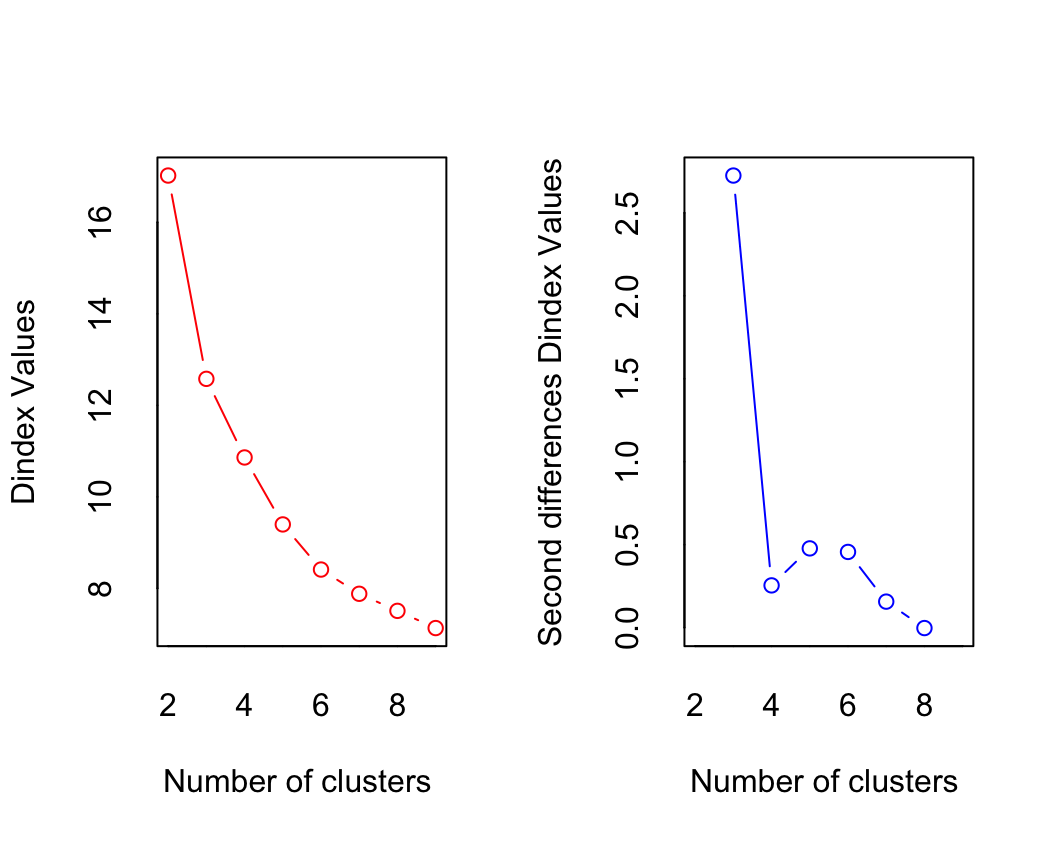 Dindex Values
16
14
12
10
8
2 4 6 8
Number of clusters
Second differences Dindex Values
2.5
2.0
1.5
1.0
0.5
0.0
2 4 6 8
Number of clusters